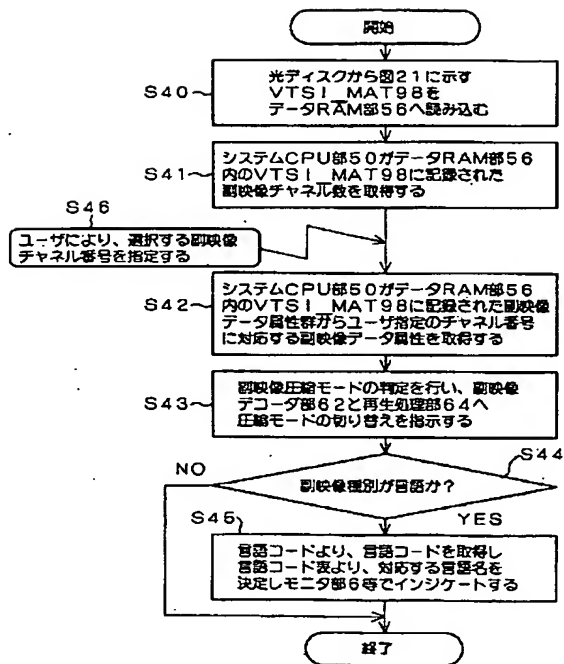 開始
S40
光ディスクから図21に示す
VTSI_MAT98を
データRAM部56へ読み込む
S41
システムCPU部50がデータRAM部56
内のVTSI_MAT98に記録された
副映像チャネル数を取得する
S46
ユーザにより、選択する副映像
チャネル番号を指定する
S42
システムCPU部50がデータRAM部56
内のVTSI_MAT98に記録された副映像
データ属性群からユーザ指定のチャネル番号
に対応する副映像データ属性を取得する
S43
副映像圧縮モードの判定を行い、副映像
デコーダ部62と再生処理部64へ
圧縮モードの切り替えを指示する
S44
副映像種別が言語か?
NO
YES
S45
言語コードより、言語コードを取得し
言語コード表より、対応する言語名を
決定しモニタ部6等でインジケートする
終了